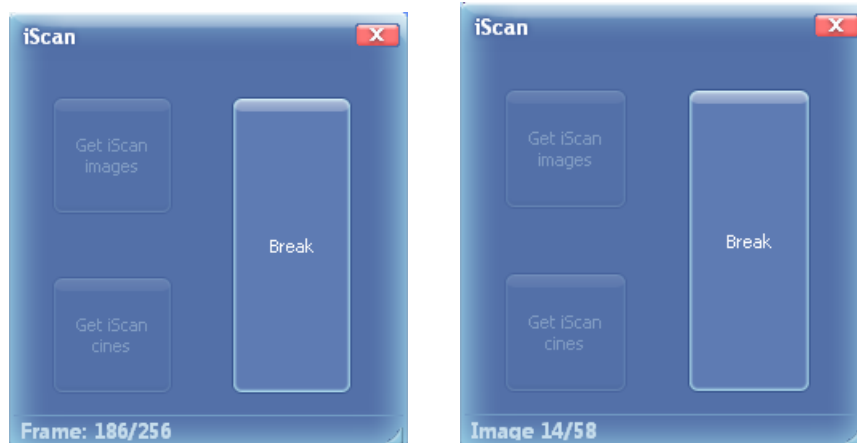 iScan
X
Get iScan
images
Break
Get iScan
cines
Frame: 186/256
iScan
X
Get iScan
images
Break
Get iScan
cines
Image 14/58